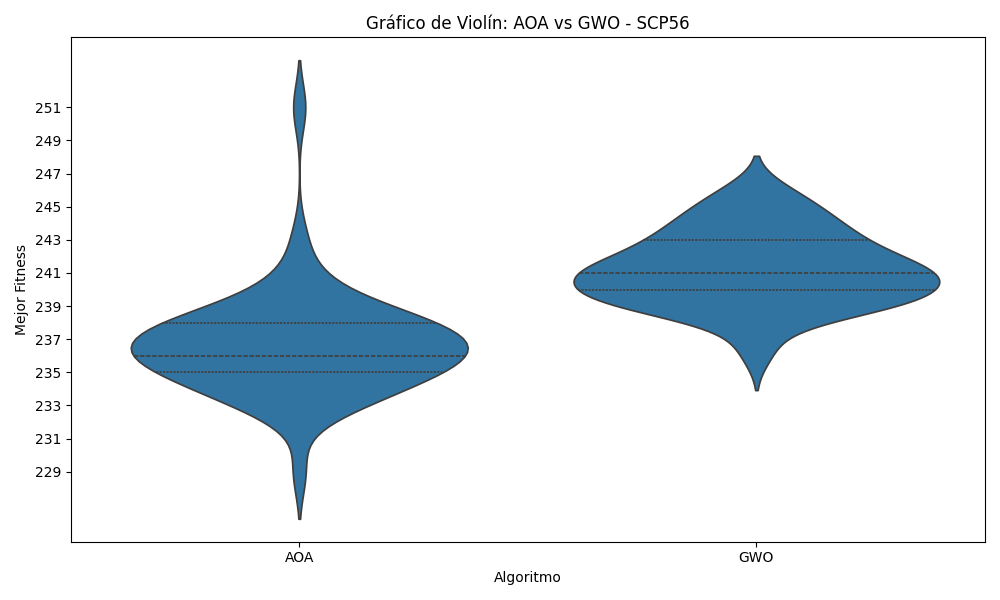 Gráfico de Violín: AOA vs GWO - SCP56
Mejor Fitness
251
249
247
245
243
241
239
237
235
233
231
229
AOA
GWO
Algoritmo